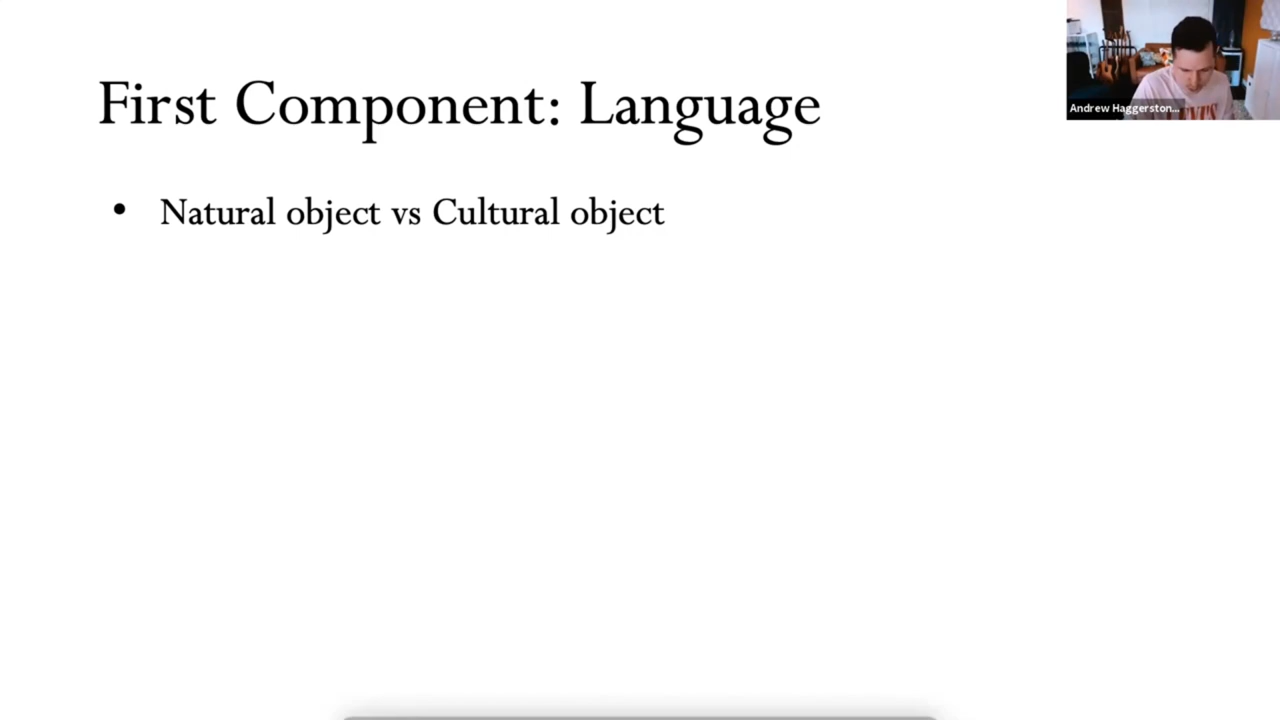 First Component: Language
Andrew Haggerston...
• Natural object vs Cultural object